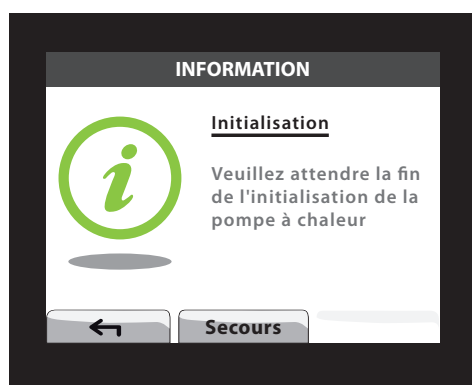 INFORMATION
Initialisation
Veuillez attendre la fin
de l'initialisation de la
pompe à chaleur
Secours